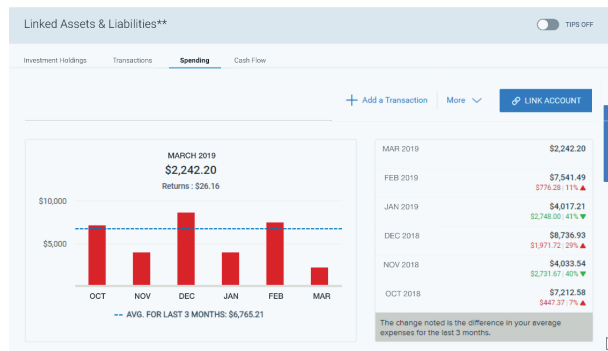 Linked Assets & Liabilities**
TIPS OFF
Investment Holdings Transactions Spending Cash Flow
Add a Transaction More LINK ACCOUNT
MARCH 2019
$2,242.20
Returns : $26.16
$10,000
$5,000
OCT NOV DEC JAN FEB MAR
-- AVG. FOR LAST 3 MONTHS: $6,765.21
MAR 2019 $2,242.20
FEB 2019 $7,541.49
$776.28 | 11% ▲
JAN 2019 $4,017.21
$2,748.00 | 41% ▼
DEC 2018 $8,736.93
$1,971.72 | 29% ▲
NOV 2018 $4,033.54
$2,731.67 | 40% ▼
OCT 2018 $7,212.58
$447.37 | 7% ▲
The change noted is the difference in your average
expenses for the last 3 months.